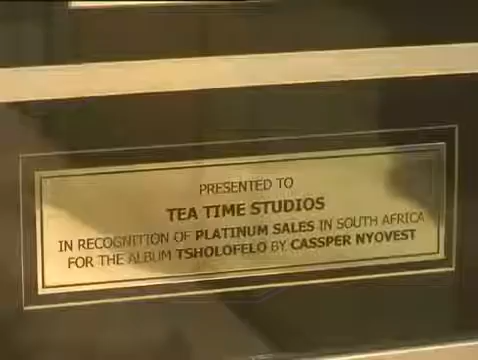 PRESENTED TO
TEA TIME STUDIOS
IN RECOGNITION OF PLATINUM SALES IN SOUTH AFRICA
FOR THE ALBUM TSHOLOFELO BY CASSPER NYOVEST